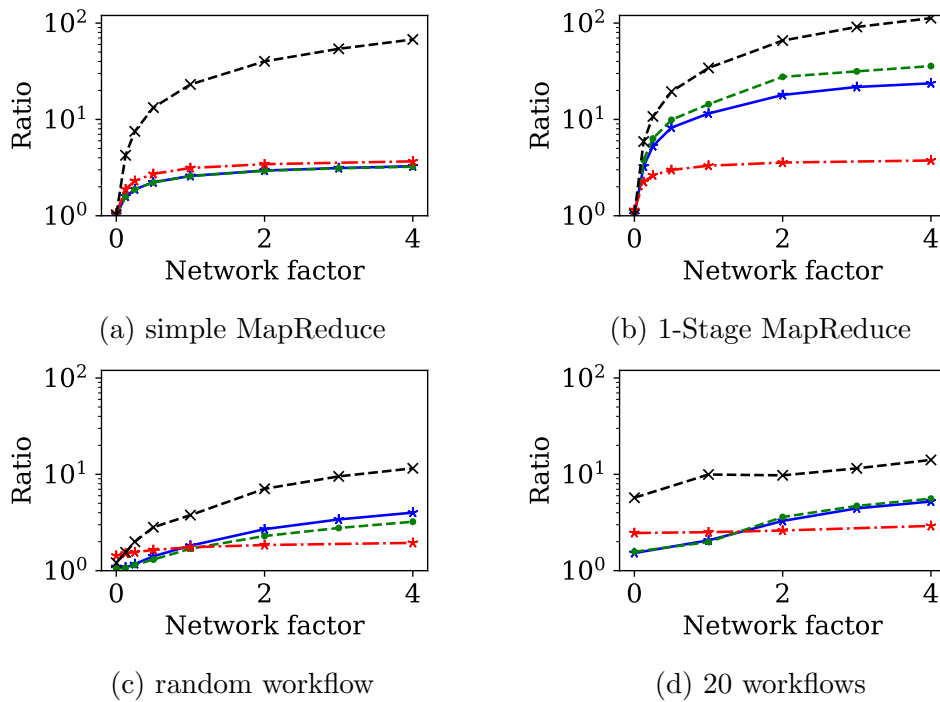 Ratio
10²
10¹
10⁰
0 2 4
Network factor
(a) simple MapReduce
Ratio
10²
10¹
10⁰
0 2 4
Network factor
(b) 1-Stage MapReduce
Ratio
10²
10¹
10⁰
0 2 4
Network factor
(c) random workflow
Ratio
10²
10¹
10⁰
0 2 4
Network factor
(d) 20 workflows